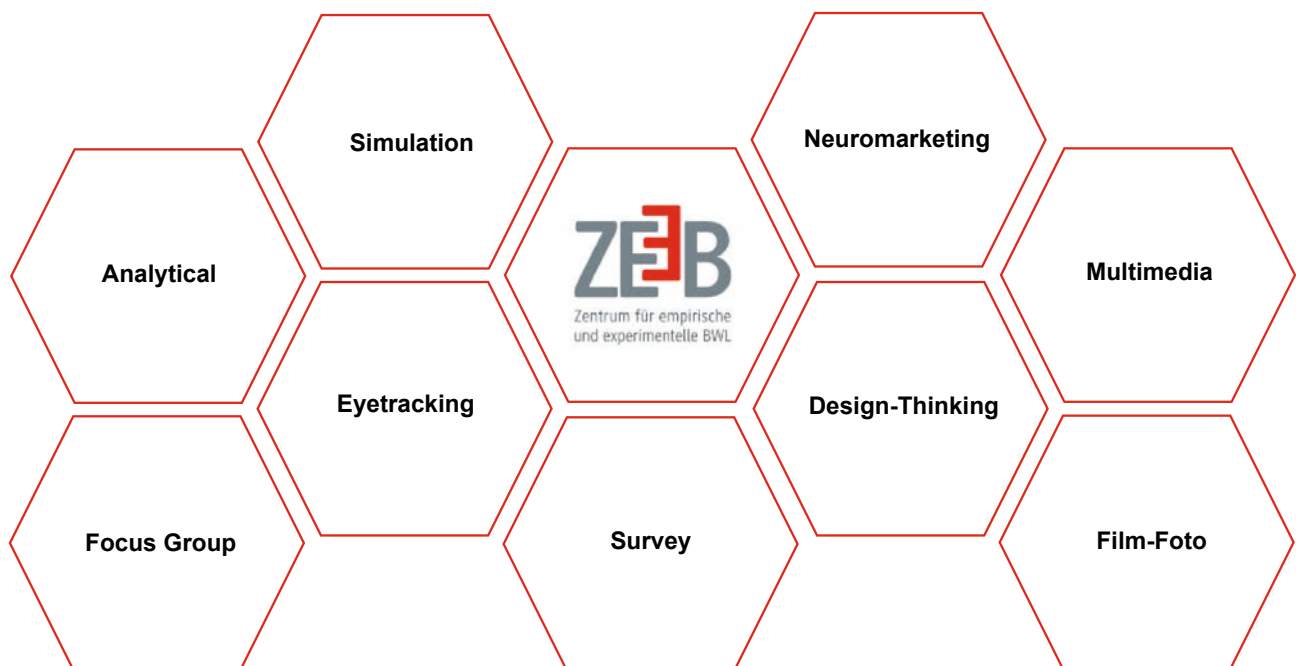 Simulation
Neuromarketing
Analytical
ZEEB
Zentrum für empirische
und experimentelle BWL
Multimedia
Eyetracking
Design-Thinking
Focus Group
Survey
Film-Foto